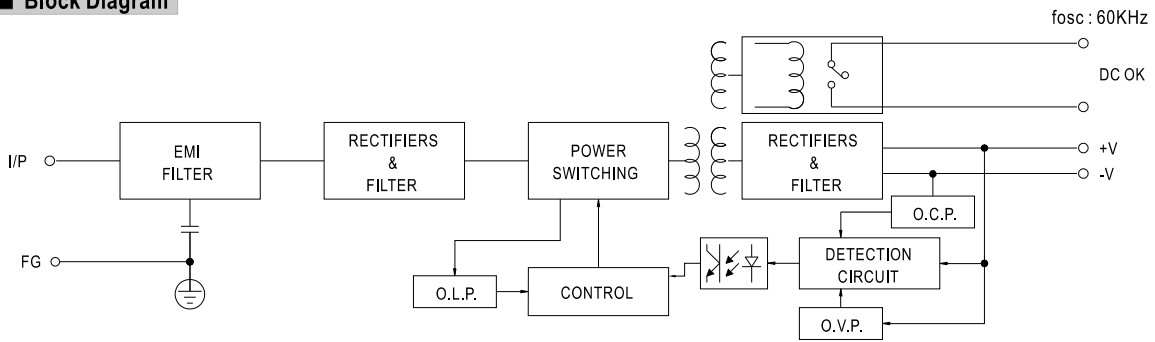 ■ Block Diagram
fosc : 60KHz
DC OK
I/P
EMI
FILTER
RECTIFIERS
&
FILTER
POWER
SWITCHING
RECTIFIERS
&
FILTER
+V
-V
O.C.P.
FG
DETECTION
CIRCUIT
O.L.P.
CONTROL
O.V.P.